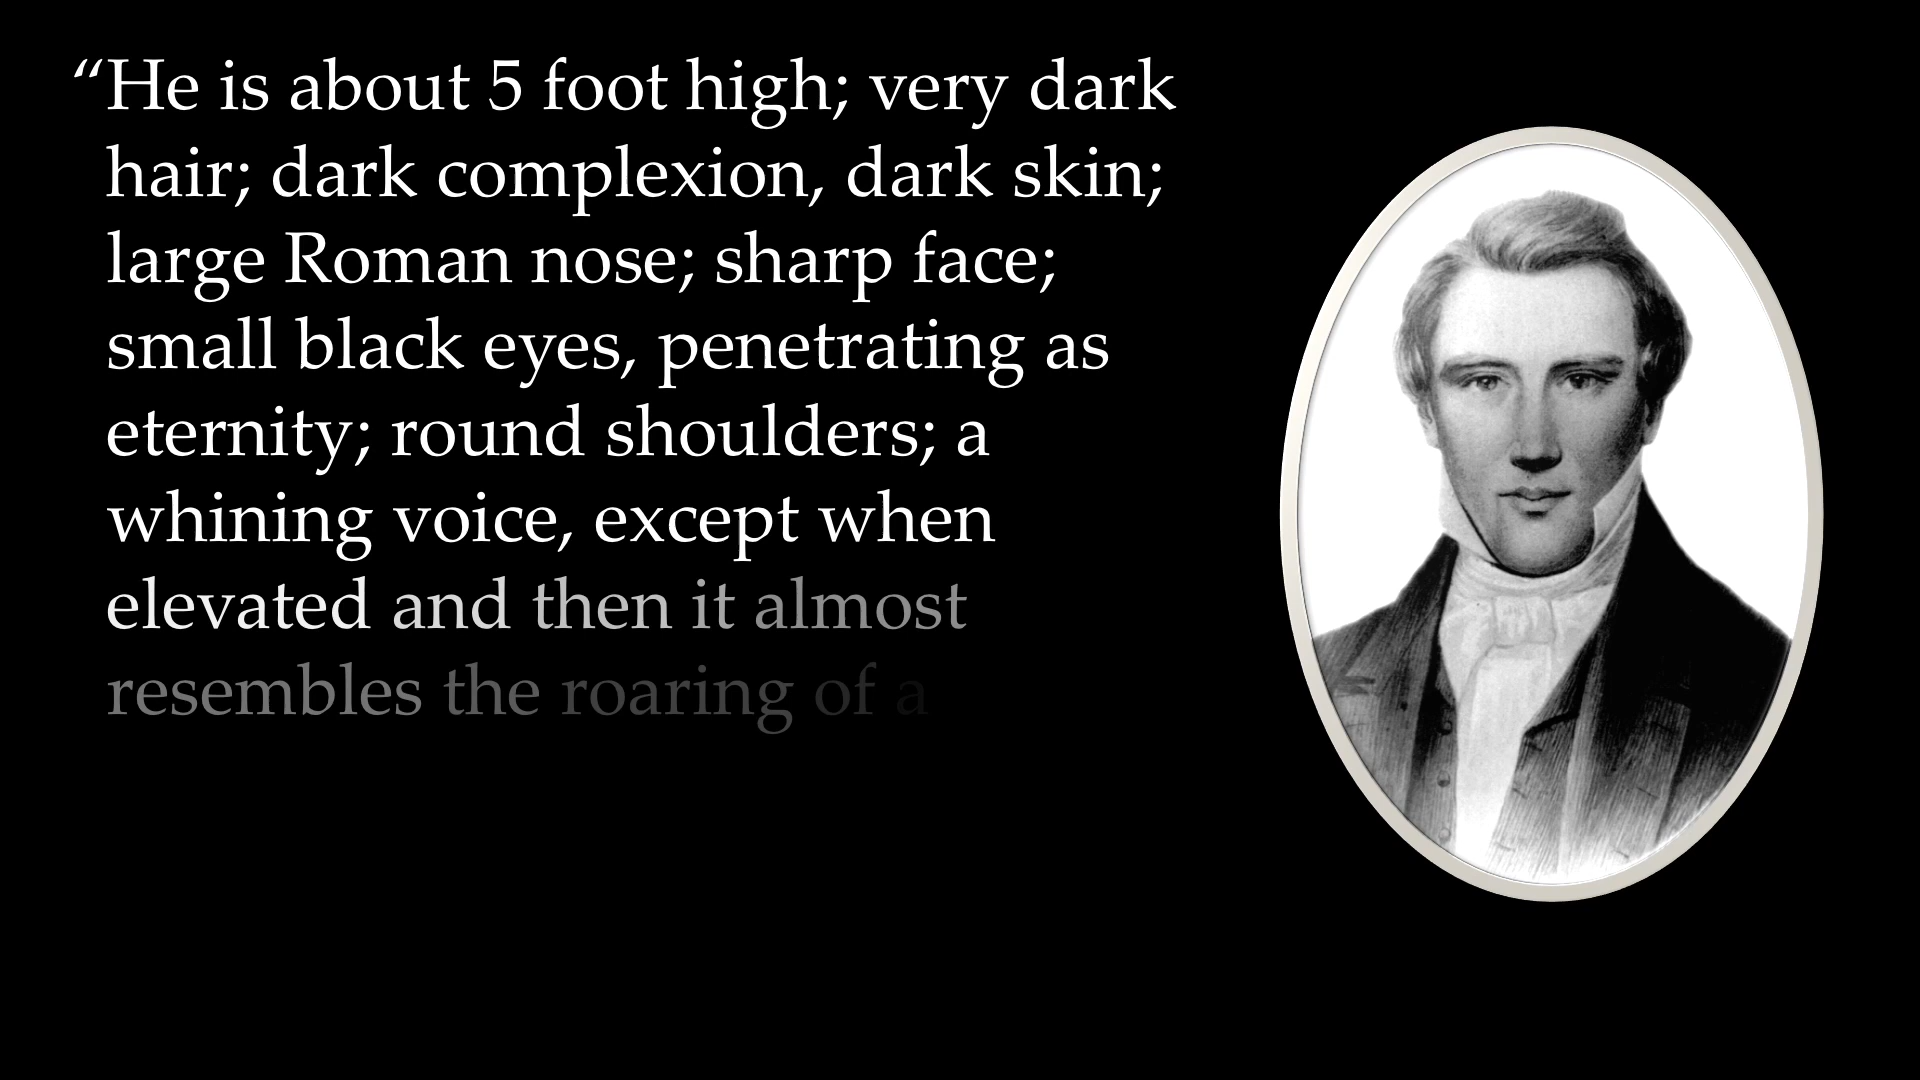 “He is about 5 foot high; very dark
hair; dark complexion, dark skin;
large Roman nose; sharp face;
small black eyes, penetrating as
eternity; round shoulders; a
whining voice, except when
elevated and then it almost
resembles the roaring of a